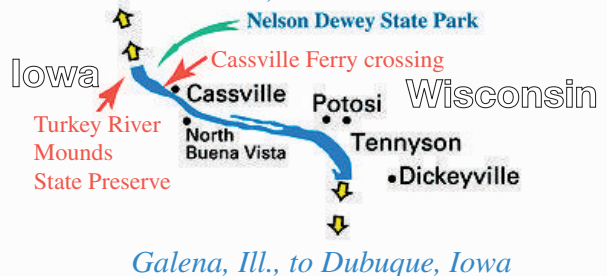 Nelson Dewey State Park
Cassville Ferry crossing
Iowa
Cassville
Potosi
Wisconsin
Turkey River
Mounds
State Preserve
North
Buena Vista
Tennyson
Dickeyville
Galena, Ill., to Dubuque, Iowa